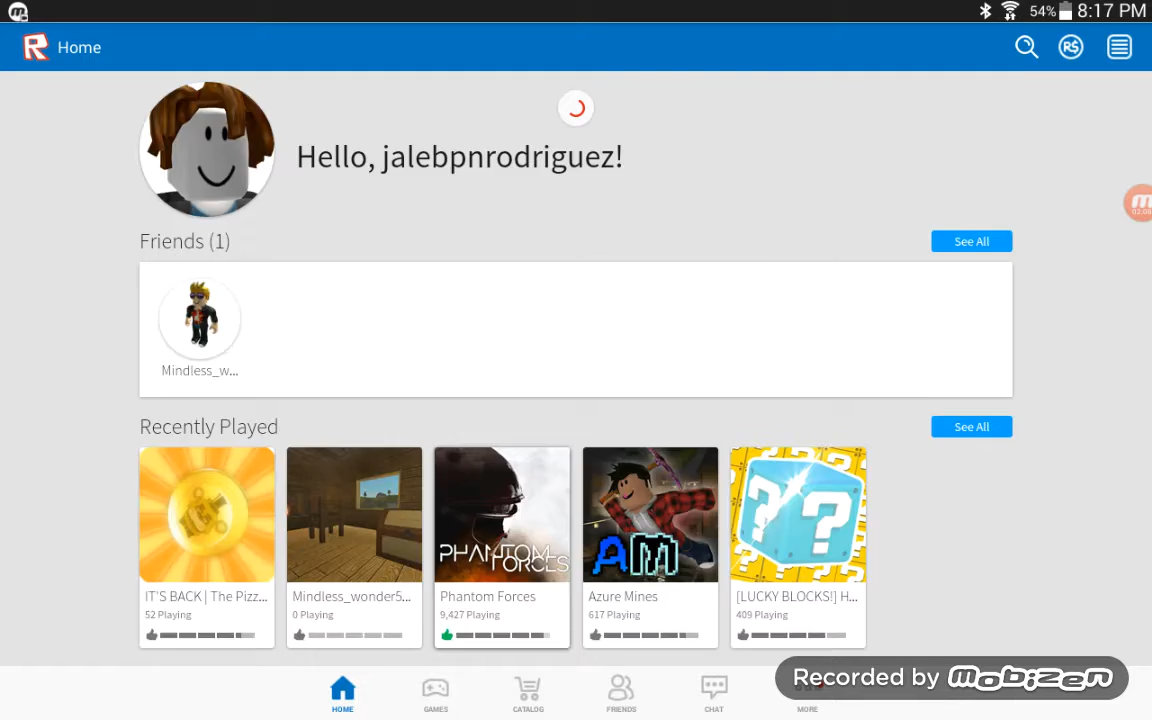 54% 8:17 PM
R Home R$
02:06
Hello, jalebpnrodriguez!
Friends (1) See All
Mindless_w...
Recently Played See All
PHANTOM FORCES
AM
? ?
IT'S BACK | The Pizz... Mindless_wonder5... Phantom Forces Azure Mines [LUCKY BLOCKS!] H...
52 Playing 0 Playing 9,427 Playing 617 Playing 409 Playing
Recorded by mobizen
HOME GAMES CATALOG FRIENDS CHAT MORE